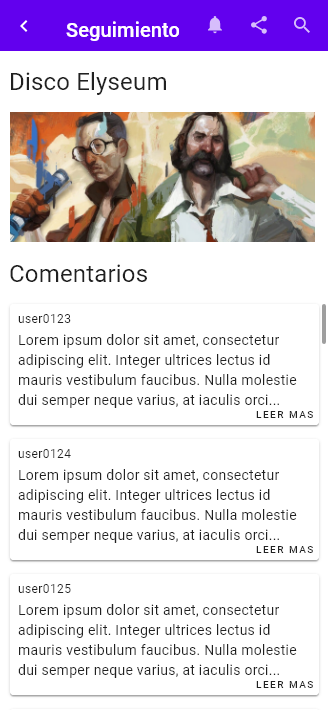 Seguimiento
Disco Elyseum
Comentarios
user0123
Lorem ipsum dolor sit amet, consectetur
adipiscing elit. Integer ultrices lectus id
mauris vestibulum faucibus. Nulla molestie
dui semper neque varius, at iaculis orci...
LEER MAS
user0124
Lorem ipsum dolor sit amet, consectetur
adipiscing elit. Integer ultrices lectus id
mauris vestibulum faucibus. Nulla molestie
dui semper neque varius, at iaculis orci...
LEER MAS
user0125
Lorem ipsum dolor sit amet, consectetur
adipiscing elit. Integer ultrices lectus id
mauris vestibulum faucibus. Nulla molestie
dui semper neque varius, at iaculis orci...
LEER MAS